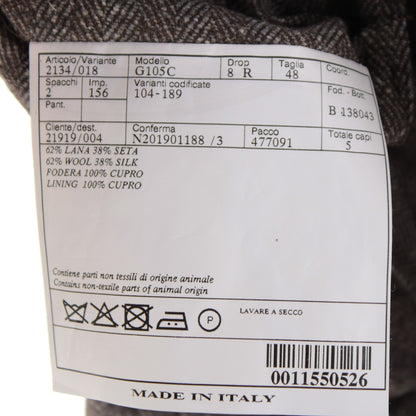 Articolo/Variante Modello Drop Taglia Coord.
2134/018 G105C 8 R 48
Spacchi Imp. Varianti codificate Fod. - Bott.
2 156 104-189 B 138043
Pant.
Cliente/dest. Conferma Pacco Totale capi
21919/004 N201901188 /3 477091 5
62% LANA 38% SETA
62% WOOL 38% SILK
FODERA 100% CUPRO
LINING 100% CUPRO
Contiene parti non tessili di origine animale
Contains non-textile parts of animal origin
P LAVARE A SECCO
0011550526
MADE IN ITALY